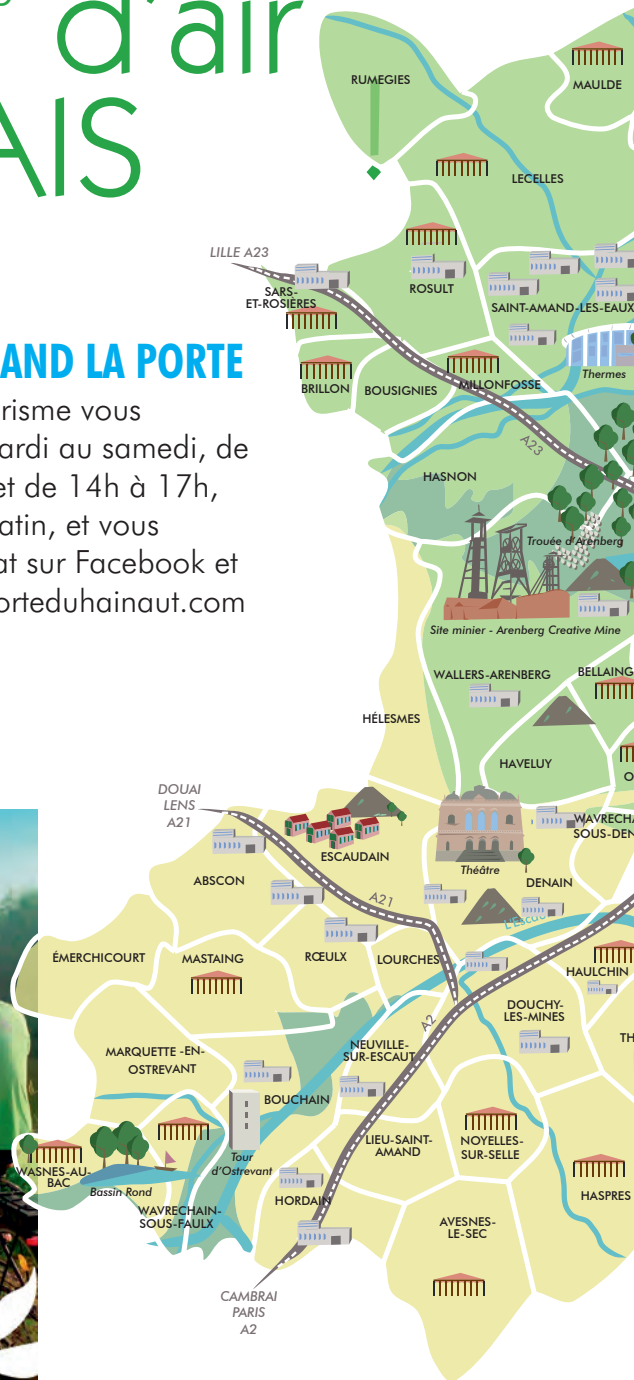 d'air
AIS
AND LA PORTE
risme vous
ardi au samedi, de
et de 14h à 17h,
atin, et vous
at sur Facebook et
orteduhainaut.com
RUMEGIES
MAULDE
LECELLES
LILLE A23
SARS-
ET-ROSIÈRES
ROSULT
SAINT-AMAND-LES-EAUX
Thermes
BRILLON
BOUSIGNIES
MILLONFOSSE
A23
HASNON
Trouée d'Arenberg
Site minier - Arenberg Creative Mine
WALLERS-ARENBERG
BELLAING
HÉLESMES
HAVELUY
O
DOUAI
LENS
A21
WAVRECHA
SOUS-DEN
ESCAUDAIN
Théâtre
DENAIN
ABSCON
A21
L'Escau
ÉMERCHICOURT
MASTAING
RŒULX
LOURCHES
HAULCHIN
DOUCHY-
LES-MINES
A2
TH
MARQUETTE -EN-
OSTREVANT
NEUVILLE-
SUR-ESCAUT
BOUCHAIN
LIEU-SAINT-
AMAND
NOYELLES-
SUR-SELLE
Tour
d'Ostrevant
WASNES-AU-
BAC
Bassin Rond
HORDAIN
HASPRES
WAVRECHAIN-
SOUS-FAULX
AVESNES-
LE-SEC
CAMBRAI
PARIS
A2